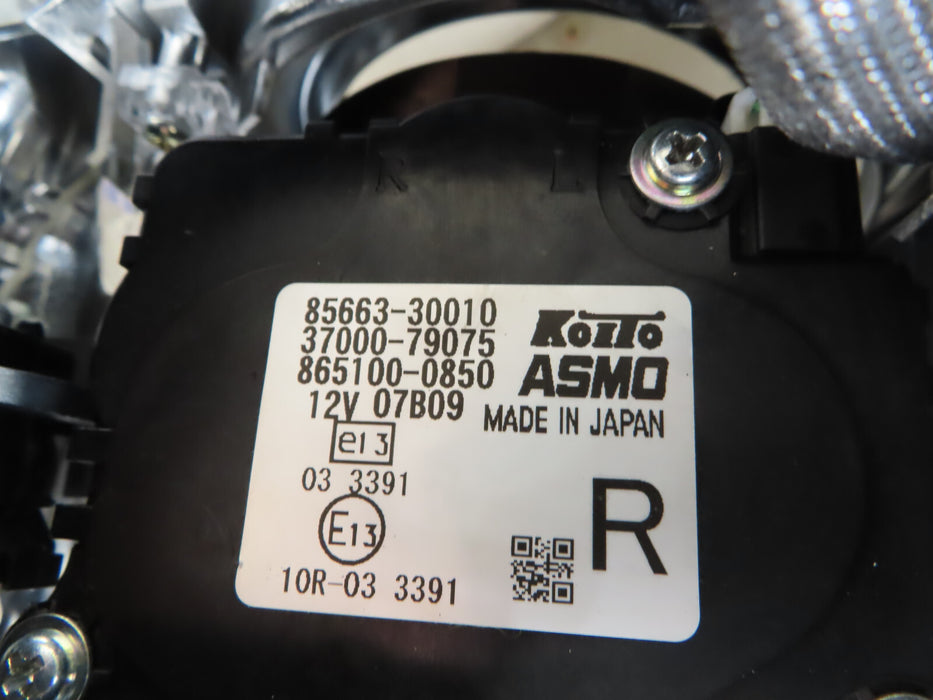 R L
85663-30010
37000-79075
865100-0850
12V 07B09
KOITO
ASMO
MADE IN JAPAN
e13
03 3391
E13
10R-03 3391
R